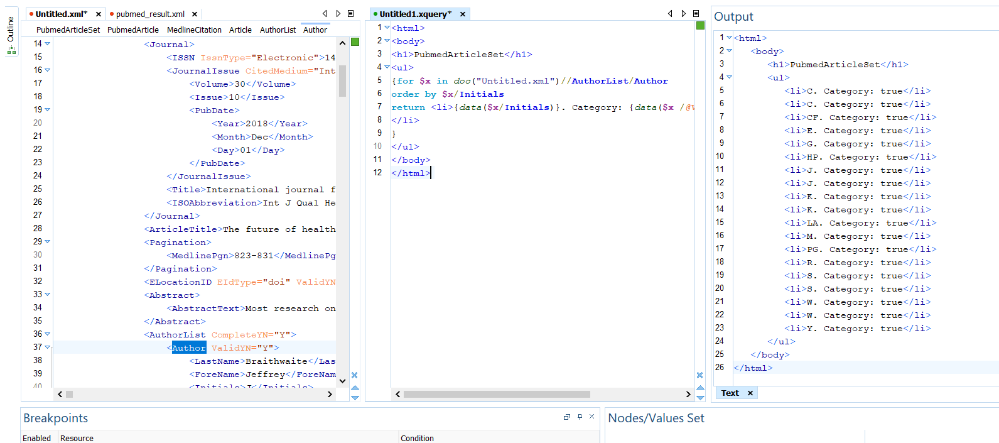 Outline
Untitled.xml*
pubmed_result.xml
PubmedArticleSet PubmedArticle MedlineCitation Article AuthorList Author
14 <Journal>
15 <ISSN IssnType="Electronic">14
16 <JournalIssue CitedMedium="Int
17 <Volume>30</Volume>
18 <Issue>10</Issue>
19 <PubDate>
20 <Year>2018</Year>
21 <Month>Dec</Month>
22 <Day>01</Day>
23 </PubDate>
24 </JournalIssue>
25 <Title>International journal f
26 <ISOAbbreviation>Int J Qual He
27 </Journal>
28 <ArticleTitle>The future of health
29 <Pagination>
30 <MedlinePgn>823-831</MedlinePg
31 </Pagination>
32 <ELocationID EIdType="doi" ValidYN
33 <Abstract>
34 <AbstractText>Most research on
35 </Abstract>
36 <AuthorList CompleteYN="Y">
37 <Author ValidYN="Y">
38 <LastName>Braithwaite</Las
39 <ForeName>Jeffrey</ForeNam
40 <Initials>J</Initials>
Untitled1.xquery*
1 <html>
2 <body>
3 <h1>PubmedArticleSet</h1>
4 <ul>
5 {for $x in doc("Untitled.xml")//AuthorList/Author
6 order by $x/Initials
7 return <li>{data($x/Initials)}. Category: {data($x /@V
8 </li>
9 }
10 </ul>
11 </body>
12 </html>
Output
1 <html>
2 <body>
3 <h1>PubmedArticleSet</h1>
4 <ul>
5 <li>C. Category: true</li>
6 <li>C. Category: true</li>
7 <li>CF. Category: true</li>
8 <li>E. Category: true</li>
9 <li>G. Category: true</li>
10 <li>HP. Category: true</li>
11 <li>J. Category: true</li>
12 <li>J. Category: true</li>
13 <li>K. Category: true</li>
14 <li>K. Category: true</li>
15 <li>LA. Category: true</li>
16 <li>M. Category: true</li>
17 <li>PG. Category: true</li>
18 <li>R. Category: true</li>
19 <li>S. Category: true</li>
20 <li>S. Category: true</li>
21 <li>W. Category: true</li>
22 <li>W. Category: true</li>
23 <li>Y. Category: true</li>
24 </ul>
25 </body>
26 </html>
Text
Breakpoints
Enabled Resource Condition
Nodes/Values Set